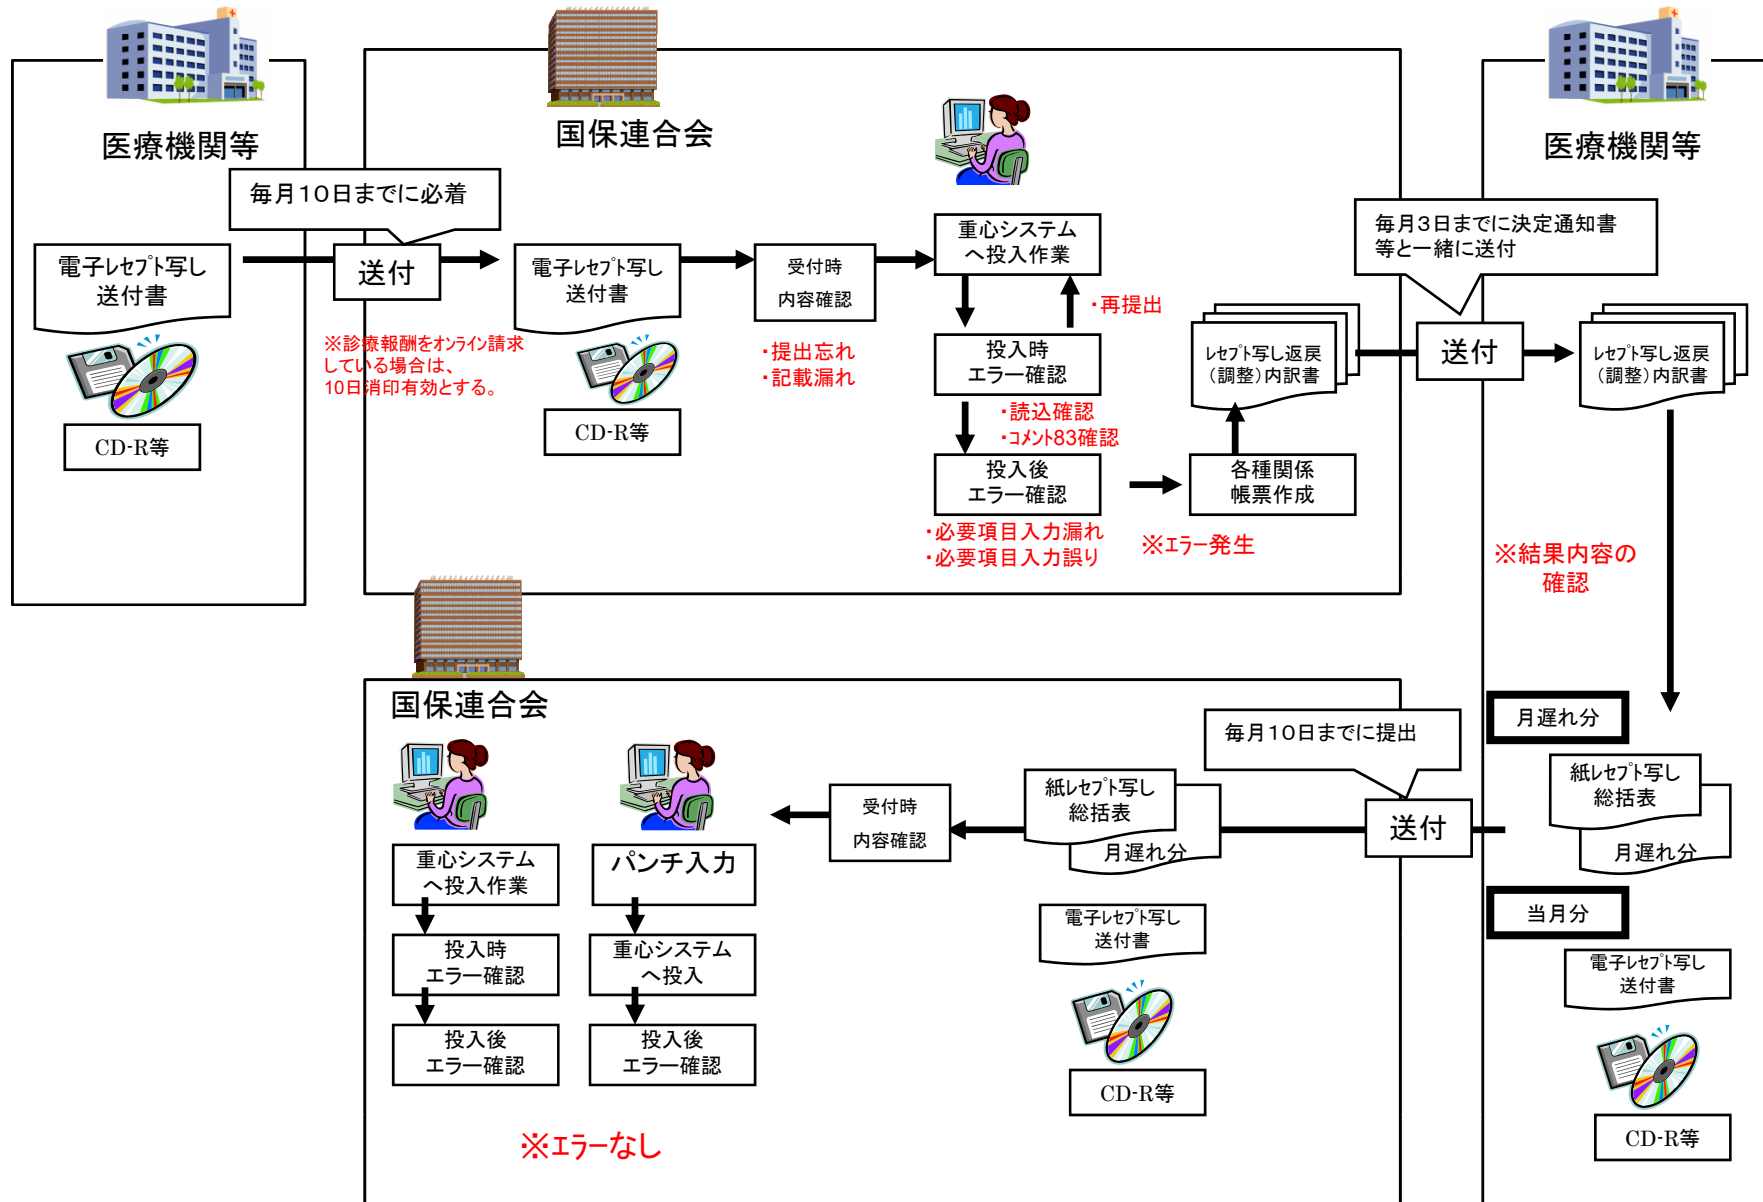 医療機関等
毎月１０日までに必着
電子ﾚｾﾌﾟﾄ写し
送付書
送付
※診療報酬をオンライン請求
している場合は、
10日消印有効とする。
CD-R等
国保連合会
電子ﾚｾﾌﾟﾄ写し
送付書
CD-R等
受付時
内容確認
・提出忘れ
・記載漏れ
重心システム
へ投入作業
・再提出
投入時
エラー確認
・読込確認
・ｺﾒﾝﾄ83確認
投入後
エラー確認
・必要項目入力漏れ
・必要項目入力誤り
※ｴﾗｰ発生
各種関係
帳票作成
ﾚｾﾌﾟﾄ写し返戻
（調整）内訳書
毎月３日までに決定通知書
等と一緒に送付
送付
医療機関等
ﾚｾﾌﾟﾄ写し返戻
（調整）内訳書
※結果内容の
確認
月遅れ分
紙ﾚｾﾌﾟﾄ写し
総括表
月遅れ分
当月分
電子ﾚｾﾌﾟﾄ写し
送付書
CD-R等
毎月１０日までに提出
送付
国保連合会
紙ﾚｾﾌﾟﾄ写し
総括表
月遅れ分
電子ﾚｾﾌﾟﾄ写し
送付書
CD-R等
受付時
内容確認
パンチ入力
重心システム
へ投入
投入後
エラー確認
重心システム
へ投入作業
投入時
エラー確認
投入後
エラー確認
※ｴﾗｰなし